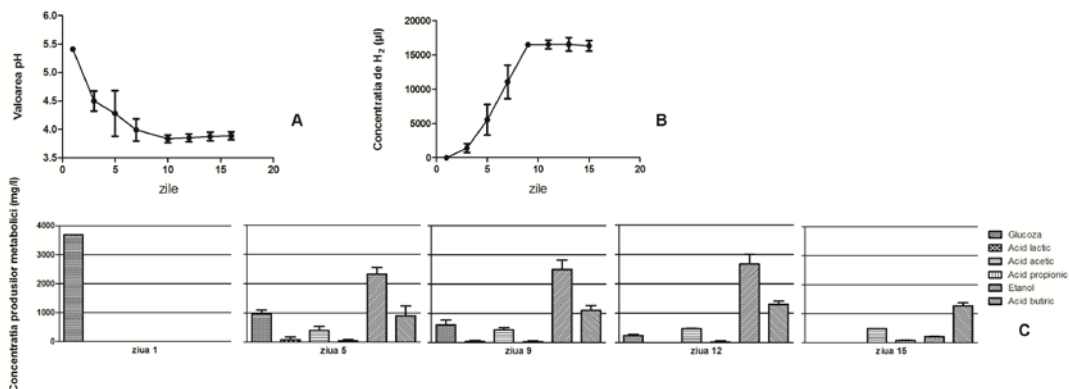 Valoarea pH
5.5
5.0
4.5
4.0
3.5
0
5
10
15
20
zile
A
Concentratia de H2 (µl)
20000
15000
10000
5000
0
0
5
10
15
20
zile
B
Concentratia produsilor metabolici (mg/l)
4000
3000
2000
1000
0
ziua 1
ziua 5
ziua 9
ziua 12
ziua 15
Glucoza
Acid lactic
Acid acetic
Acid propionic
Etanol
Acid butiric
C